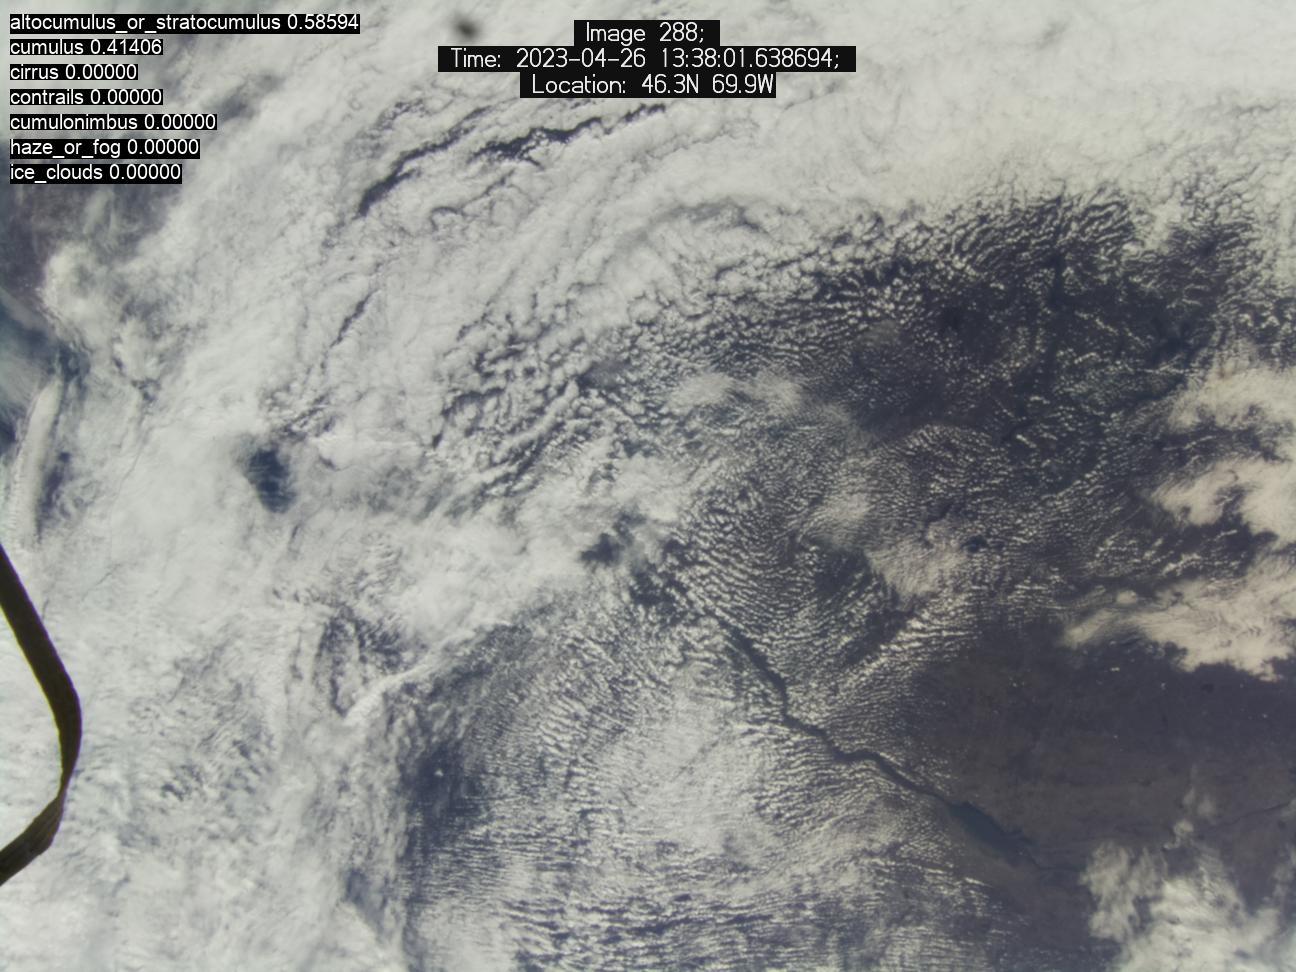 altocumulus_or_stratocumulus 0.58594
cumulus 0.41406
cirrus 0.00000
contrails 0.00000
cumulonimbus 0.00000
haze_or_fog 0.00000
ice_clouds 0.00000
Image 288;
Time: 2023-04-26 13:38:01.638694;
Location: 46.3N 69.9W